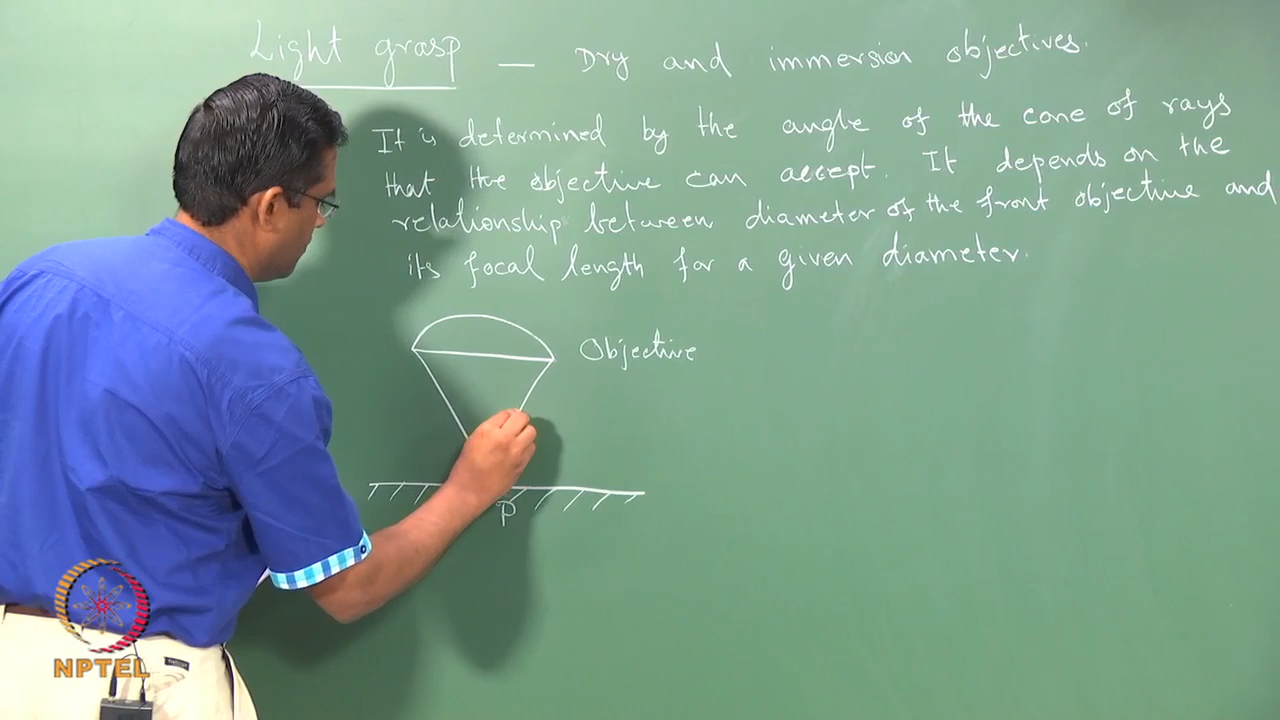 Light grasp — Dry and immersion objectives.
It is determined by the angle of the cone of rays
that the objective can accept. It depends on the
relationship between diameter of the front objective and
its focal length for a given diameter.
Objective
P
NPTEL